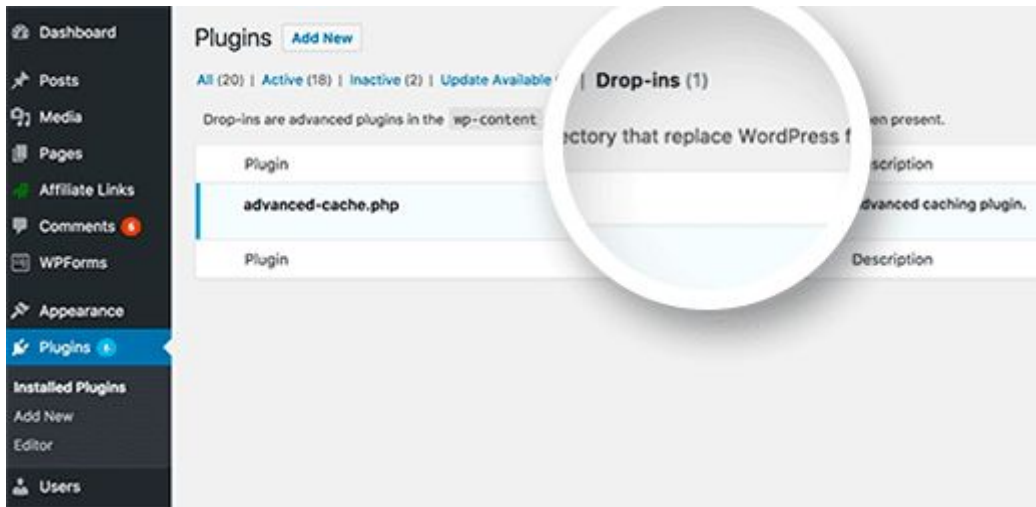 Dashboard
Posts
Media
Pages
Affiliate Links
Comments 6
WPForms
Appearance
Plugins 6
Installed Plugins
Add New
Editor
Users
Plugins Add New
All (20) | Active (18) | Inactive (2) | Update Available | Drop-ins (1)
Drop-ins are advanced plugins in the wp-content ectory that replace WordPress f en present.
Plugin scription
advanced-cache.php dvanced caching plugin.
Plugin Description